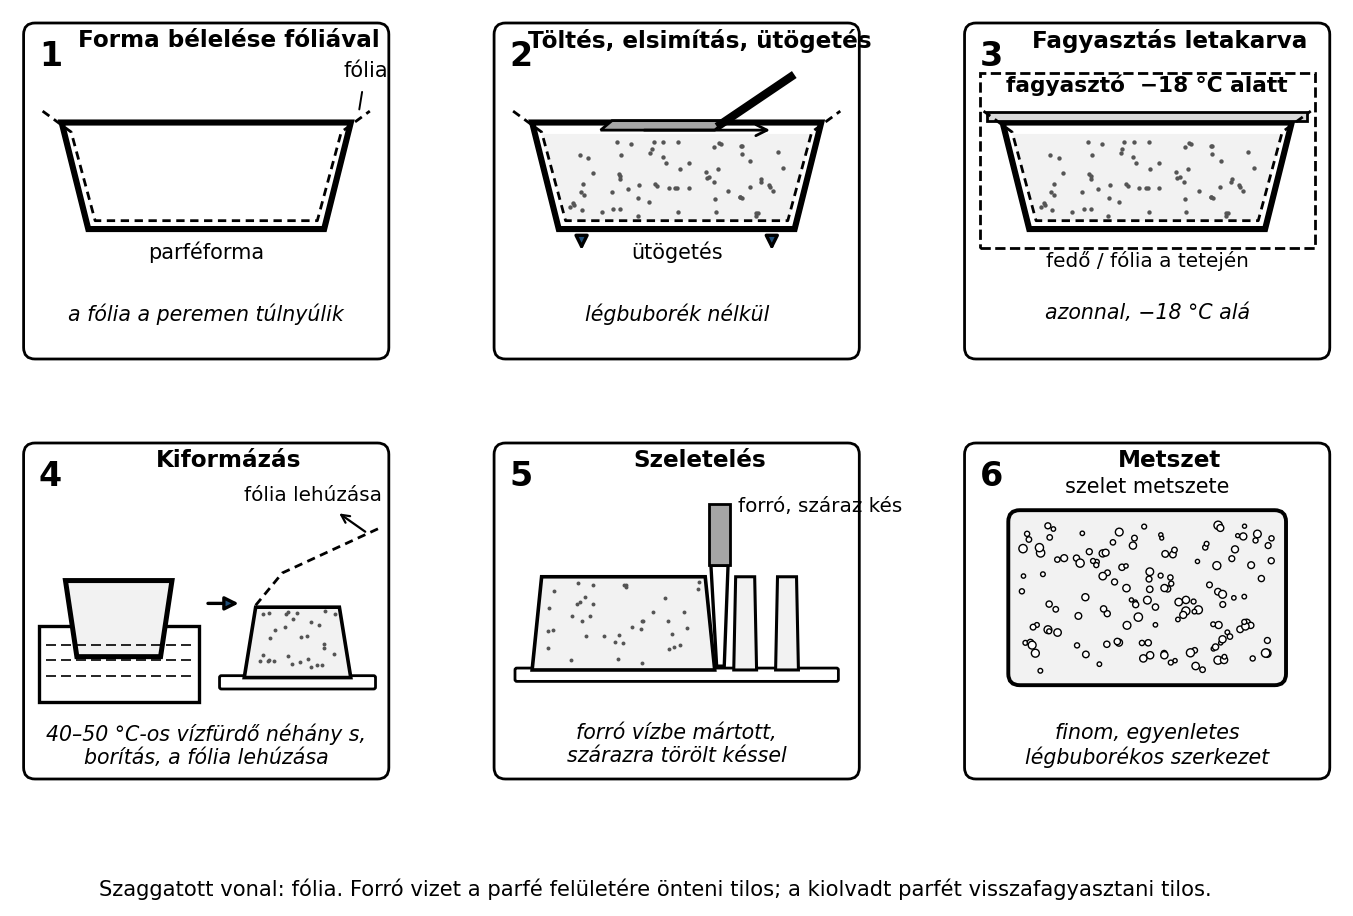 1 Forma bélelése fóliával
fólia
parféforma
a fólia a peremen túlnyúlik
2 Töltés, elsimítás, ütögetés
ütögetés
légbuborék nélkül
3 Fagyasztás letakarva
fagyasztó −18 °C alatt
fedő / fólia a tetején
azonnal, −18 °C alá
4 Kiformázás
fólia lehúzása
40–50 °C-os vízfürdő néhány s,
borítás, a fólia lehúzása
5 Szeletelés
forró, száraz kés
forró vízbe mártott,
szárazra törölt késsel
6 Metszet
szelet metszete
finom, egyenletes
légbuborékos szerkezet
Szaggatott vonal: fólia. Forró vizet a parfé felületére önteni tilos; a kiolvadt parfét visszafagyasztani tilos.